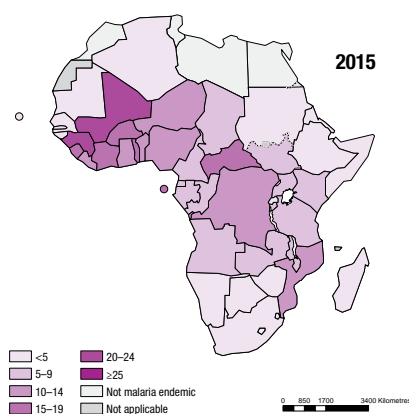 2015
<5
5–9
10–14
15–19
20–24
≥25
Not malaria endemic
Not applicable
0 850 1700 3400 Kilometres